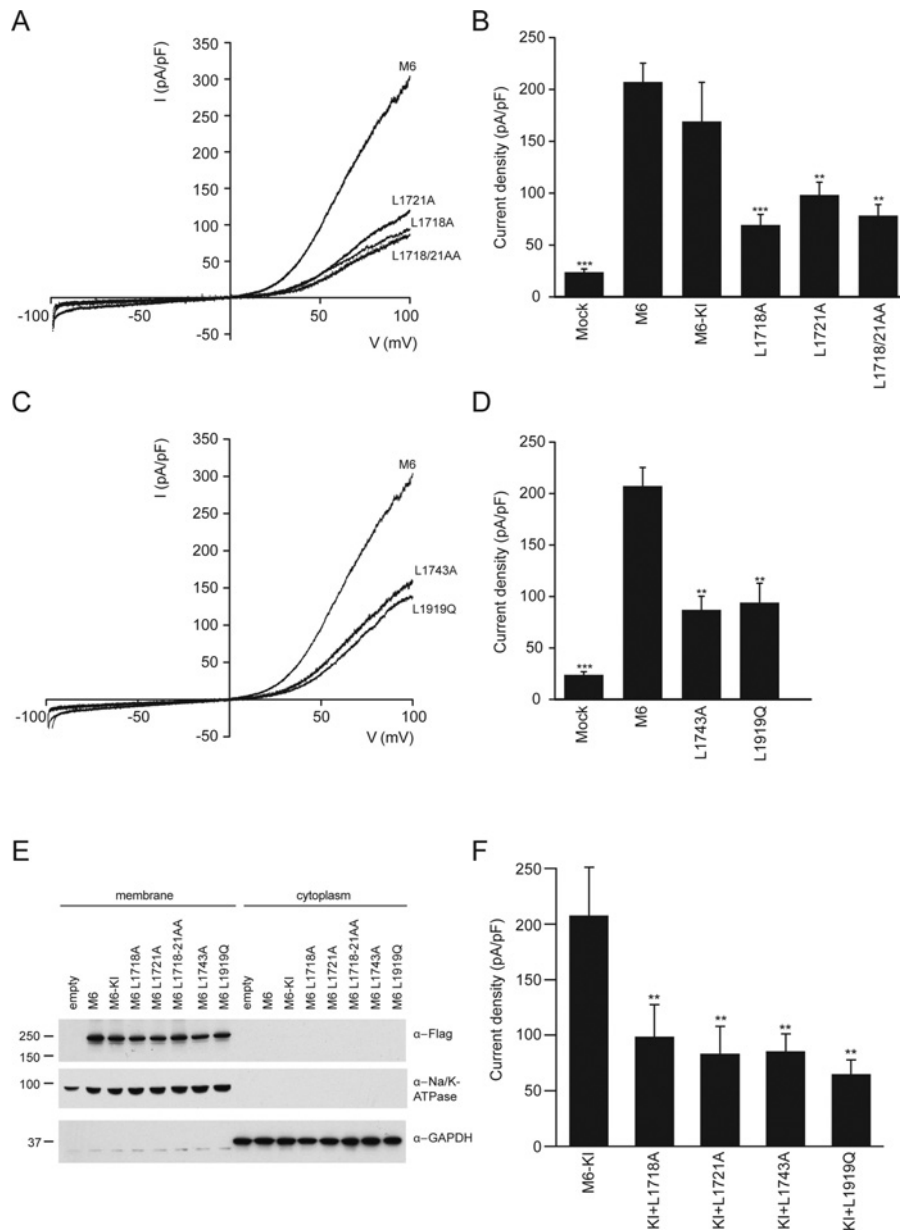 A
I (pA/pF)
350
300
250
200
150
100
50
-50
-100
50
100
V (mV)
M6
L1721A
L1718A
L1718/21AA
B
Current density (pA/pF)
250
200
150
100
50
0
***
***
**
**
Mock
M6
M6-KI
L1718A
L1721A
L1718/21AA
C
I (pA/pF)
350
300
250
200
150
100
50
-50
-100
50
100
V (mV)
M6
L1743A
L1919Q
D
Current density (pA/pF)
250
200
150
100
50
0
***
**
**
Mock
M6
L1743A
L1919Q
E
membrane
cytoplasm
empty
M6
M6-KI
M6 L1718A
M6 L1721A
M6 L1718-21AA
M6 L1743A
M6 L1919Q
empty
M6
M6-KI
M6 L1718A
M6 L1721A
M6 L1718-21AA
M6 L1743A
M6 L1919Q
250
150
α–Flag
100
α–Na/K-
ATPase
37
α–GAPDH
F
Current density (pA/pF)
250
200
150
100
50
0
**
**
**
**
M6-KI
KI+L1718A
KI+L1721A
KI+L1743A
KI+L1919Q